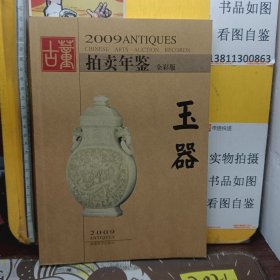 古董
2009ANTIQUES
CHINESE ARTS AUCTION RECORDS
拍卖年鉴 全彩版
玉器
2009
ANTIQUES
书品如图
看图自鉴
13811300863
实物拍摄
书品如图
看图自鉴